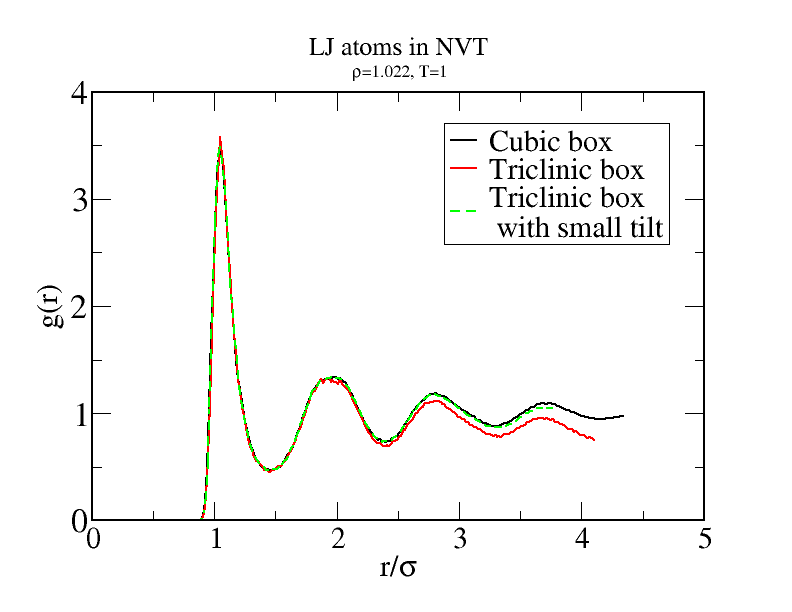 LJ atoms in NVT
ρ=1.022, T=1
4
3
2
1
0
g(r)
Cubic box
Triclinic box
Triclinic box
with small tilt
0 1 2 3 4 5
r/σ